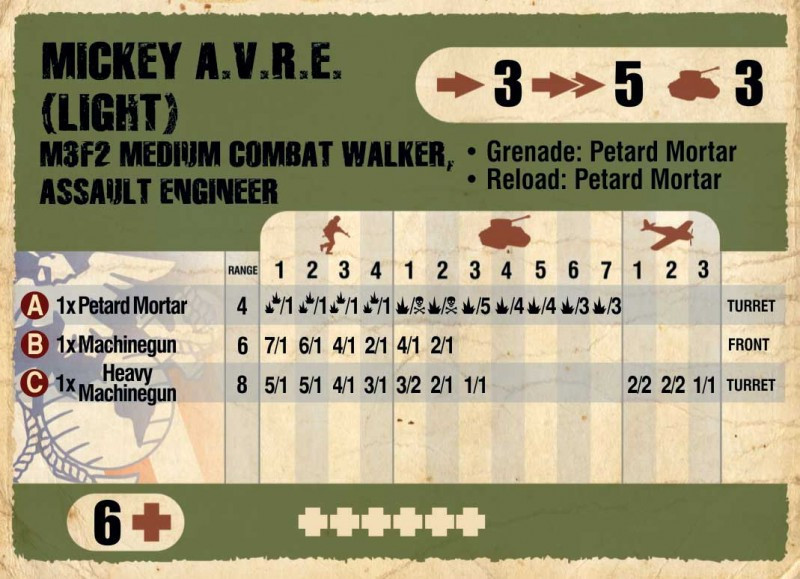 MICKEY A.V.R.E.
(LIGHT)
M3F2 MEDIUM COMBAT WALKER,
ASSAULT ENGINEER
3 5 3
• Grenade: Petard Mortar
• Reload: Petard Mortar
RANGE 1 2 3 4 1 2 3 4 5 6 7 1 2 3
A 1x Petard Mortar 4 /1 /1 /1 /1 / / /5 /4 /4 /3 /3 TURRET
B 1x Machinegun 6 7/1 6/1 4/1 2/1 4/1 2/1 FRONT
C 1x Heavy
Machinegun 8 5/1 5/1 4/1 3/1 3/2 2/1 1/1 2/2 2/2 1/1 TURRET
6